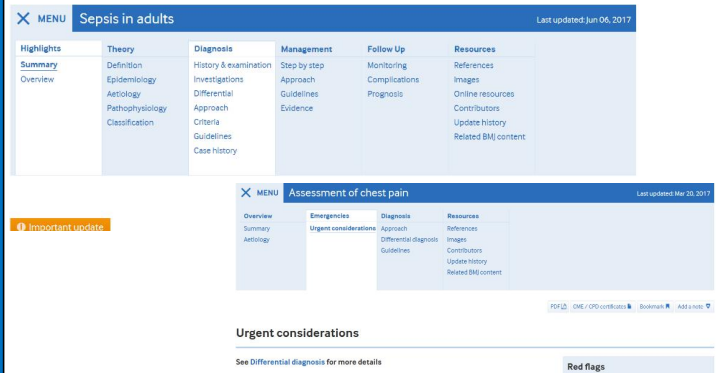 MENU Sepsis in adults Last updated: Jun 06, 2017
Highlights Theory Diagnosis Management Follow Up Resources
Summary Definition History & examination Step by step Monitoring References
Overview Epidemiology Investigations Approach Complications Images
Aetiology Differential Guidelines Prognosis Online resources
Pathophysiology Approach Evidence Contributors
Classification Criteria Update history
Guidelines Related BMJ content
Case history
Important update
MENU Assessment of chest pain Last updated: Mar 20, 2017
Overview Emergencies Diagnosis Resources
Summary Urgent considerations Approach References
Aetiology Differential diagnosis Images
Guidelines Contributors
Update history
Related BMJ content
PDF CME / CPD certificates Bookmark Add a note
Urgent considerations
See Differential diagnosis for more details
Red flags